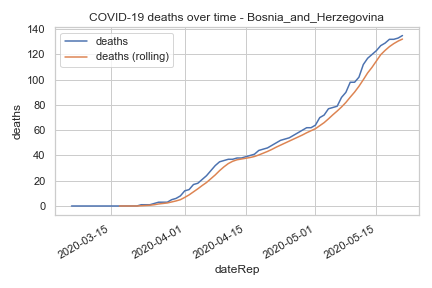 COVID-19 deaths over time - Bosnia_and_Herzegovina
deaths
deaths (rolling)
140
120
100
80
60
40
20
0
deaths
2020-03-15
2020-04-01
2020-04-15
2020-05-01
2020-05-15
dateRep